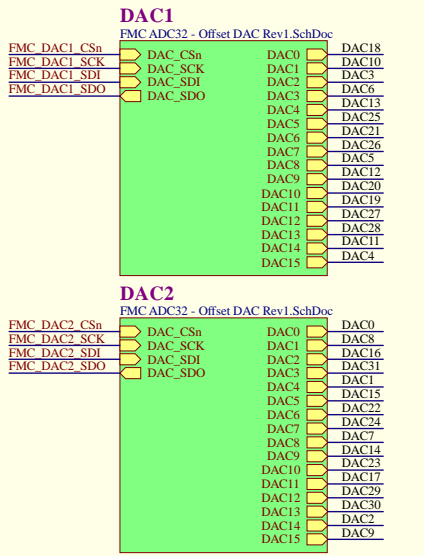 DAC1
FMC ADC32 - Offset DAC Rev1.SchDoc
FMC_DAC1_CSn DAC_CSn DAC0 DAC18
FMC_DAC1_SCK DAC_SCK DAC1 DAC10
FMC_DAC1_SDI DAC_SDI DAC2 DAC3
FMC_DAC1_SDO DAC_SDO DAC3 DAC6
DAC4 DAC13
DAC5 DAC25
DAC6 DAC21
DAC7 DAC26
DAC8 DAC5
DAC9 DAC12
DAC10 DAC20
DAC11 DAC19
DAC12 DAC27
DAC13 DAC28
DAC14 DAC11
DAC15 DAC4
DAC2
FMC ADC32 - Offset DAC Rev1.SchDoc
FMC_DAC2_CSn DAC_CSn DAC0 DAC0
FMC_DAC2_SCK DAC_SCK DAC1 DAC8
FMC_DAC2_SDI DAC_SDI DAC2 DAC16
FMC_DAC2_SDO DAC_SDO DAC3 DAC31
DAC4 DAC1
DAC5 DAC15
DAC6 DAC22
DAC7 DAC24
DAC8 DAC7
DAC9 DAC14
DAC10 DAC23
DAC11 DAC17
DAC12 DAC29
DAC13 DAC30
DAC14 DAC2
DAC15 DAC9